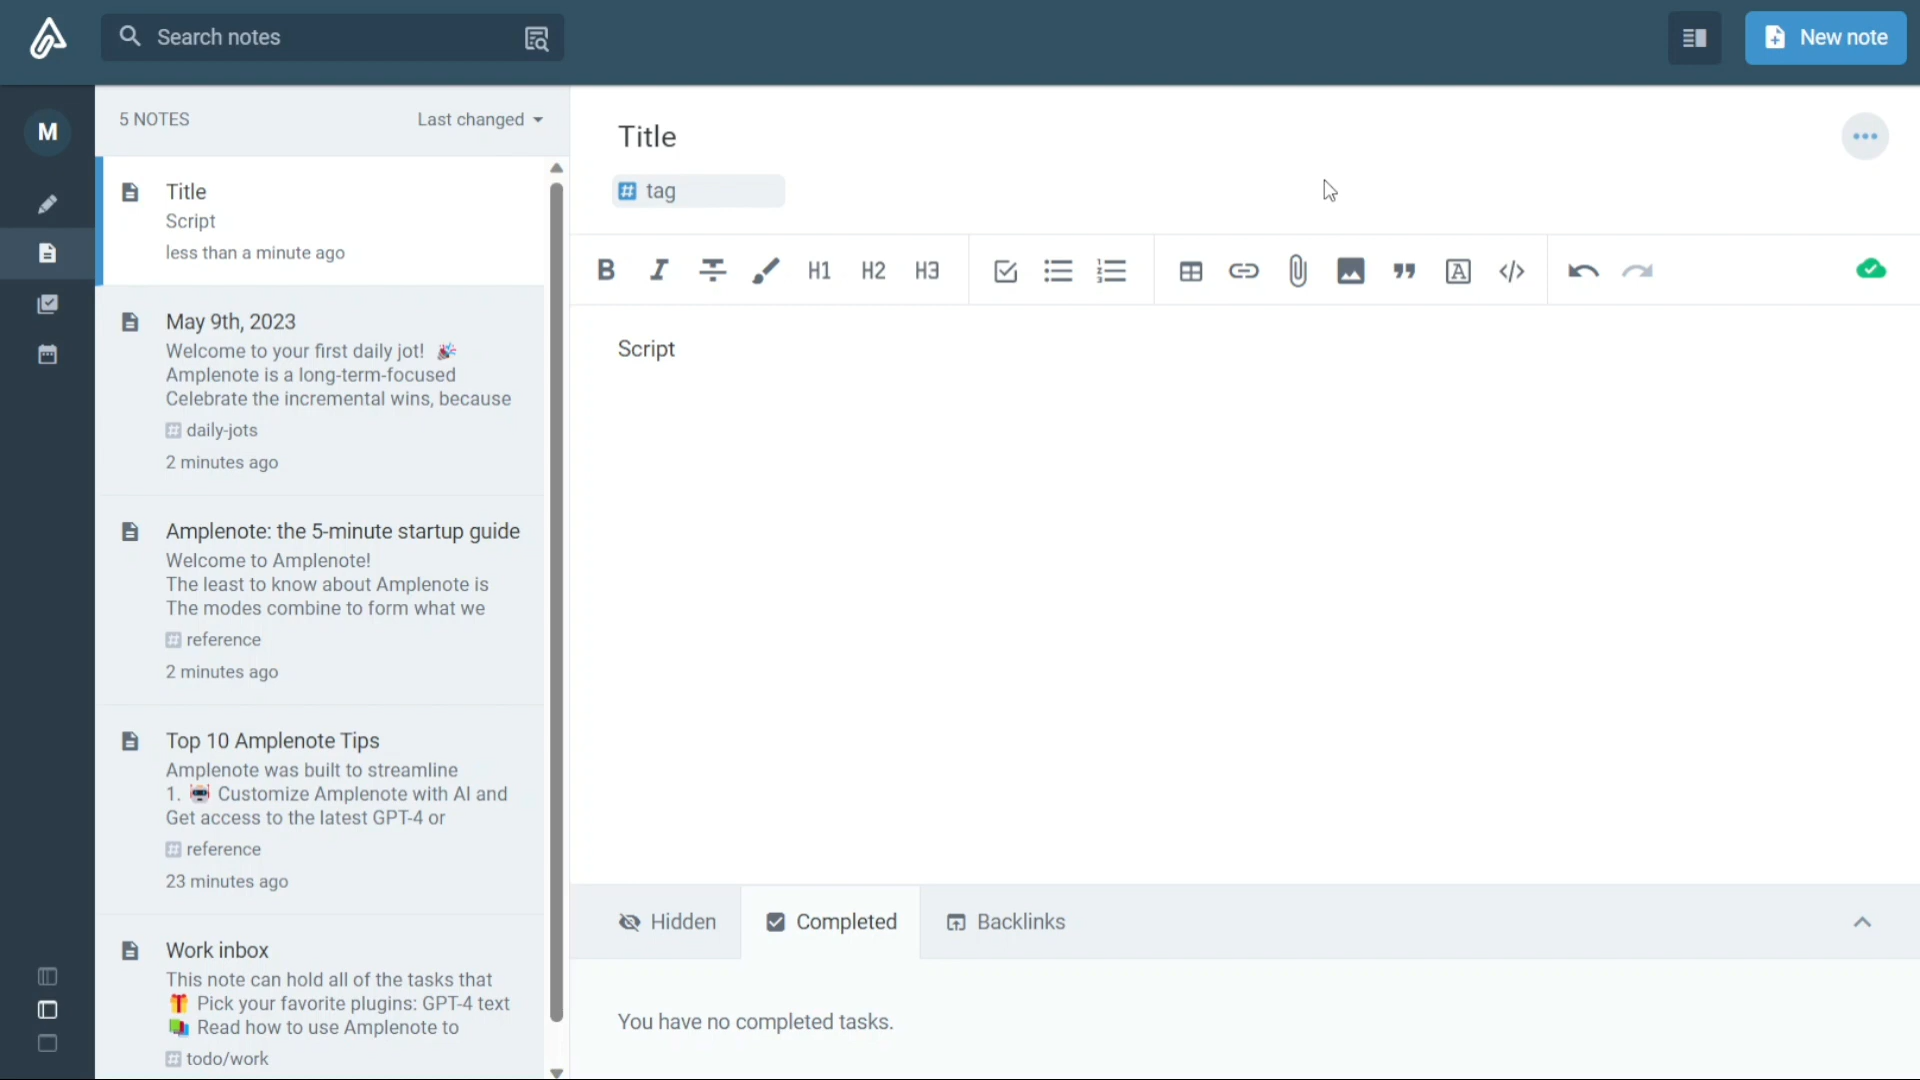 Search notes
New note
M
5 NOTES
Last changed
Title
Script
less than a minute ago
May 9th, 2023
Welcome to your first daily jot! 🎉
Amplenote is a long-term-focused
Celebrate the incremental wins, because
daily-jots
2 minutes ago
Amplenote: the 5-minute startup guide
Welcome to Amplenote!
The least to know about Amplenote is
The modes combine to form what we
reference
2 minutes ago
Top 10 Amplenote Tips
Amplenote was built to streamline
1. 🤖 Customize Amplenote with AI and
Get access to the latest GPT-4 or
reference
23 minutes ago
Work inbox
This note can hold all of the tasks that
🎁 Pick your favorite plugins: GPT-4 text
📚 Read how to use Amplenote to
todo/work
Title
# tag
B I S H1 H2 H3
Script
Hidden
Completed
Backlinks
You have no completed tasks.